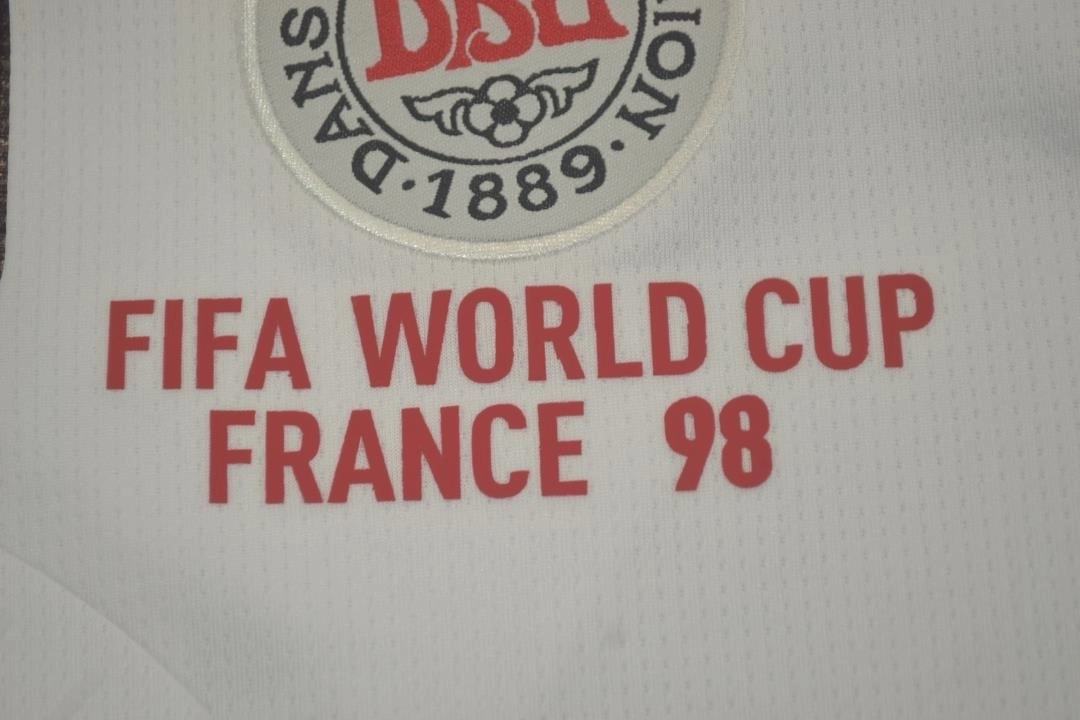 DBU
DANS
ION
·1889·
FIFA WORLD CUP
FRANCE 98